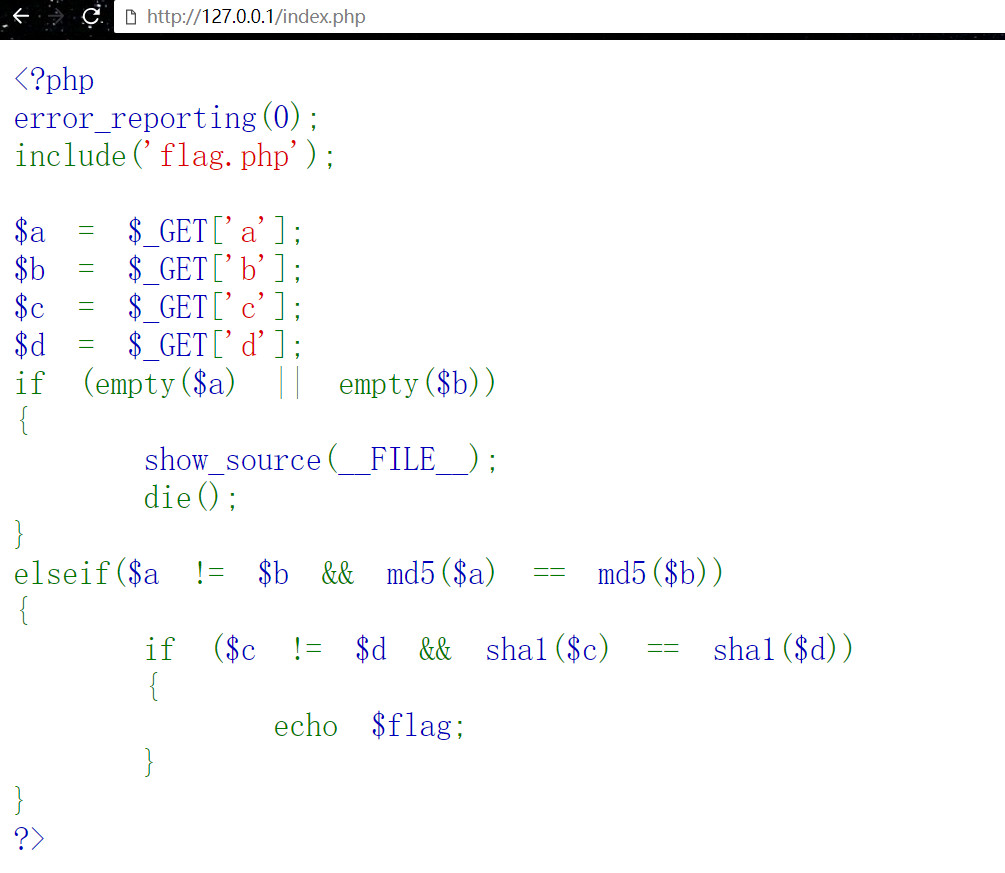 http://127.0.0.1/index.php
<?php
error_reporting(0);
include('flag.php');
$a = $_GET['a'];
$b = $_GET['b'];
$c = $_GET['c'];
$d = $_GET['d'];
if (empty($a) || empty($b))
{
show_source(__FILE__);
die();
}
elseif($a != $b && md5($a) == md5($b))
{
if ($c != $d && sha1($c) == sha1($d))
{
echo $flag;
}
}
?>